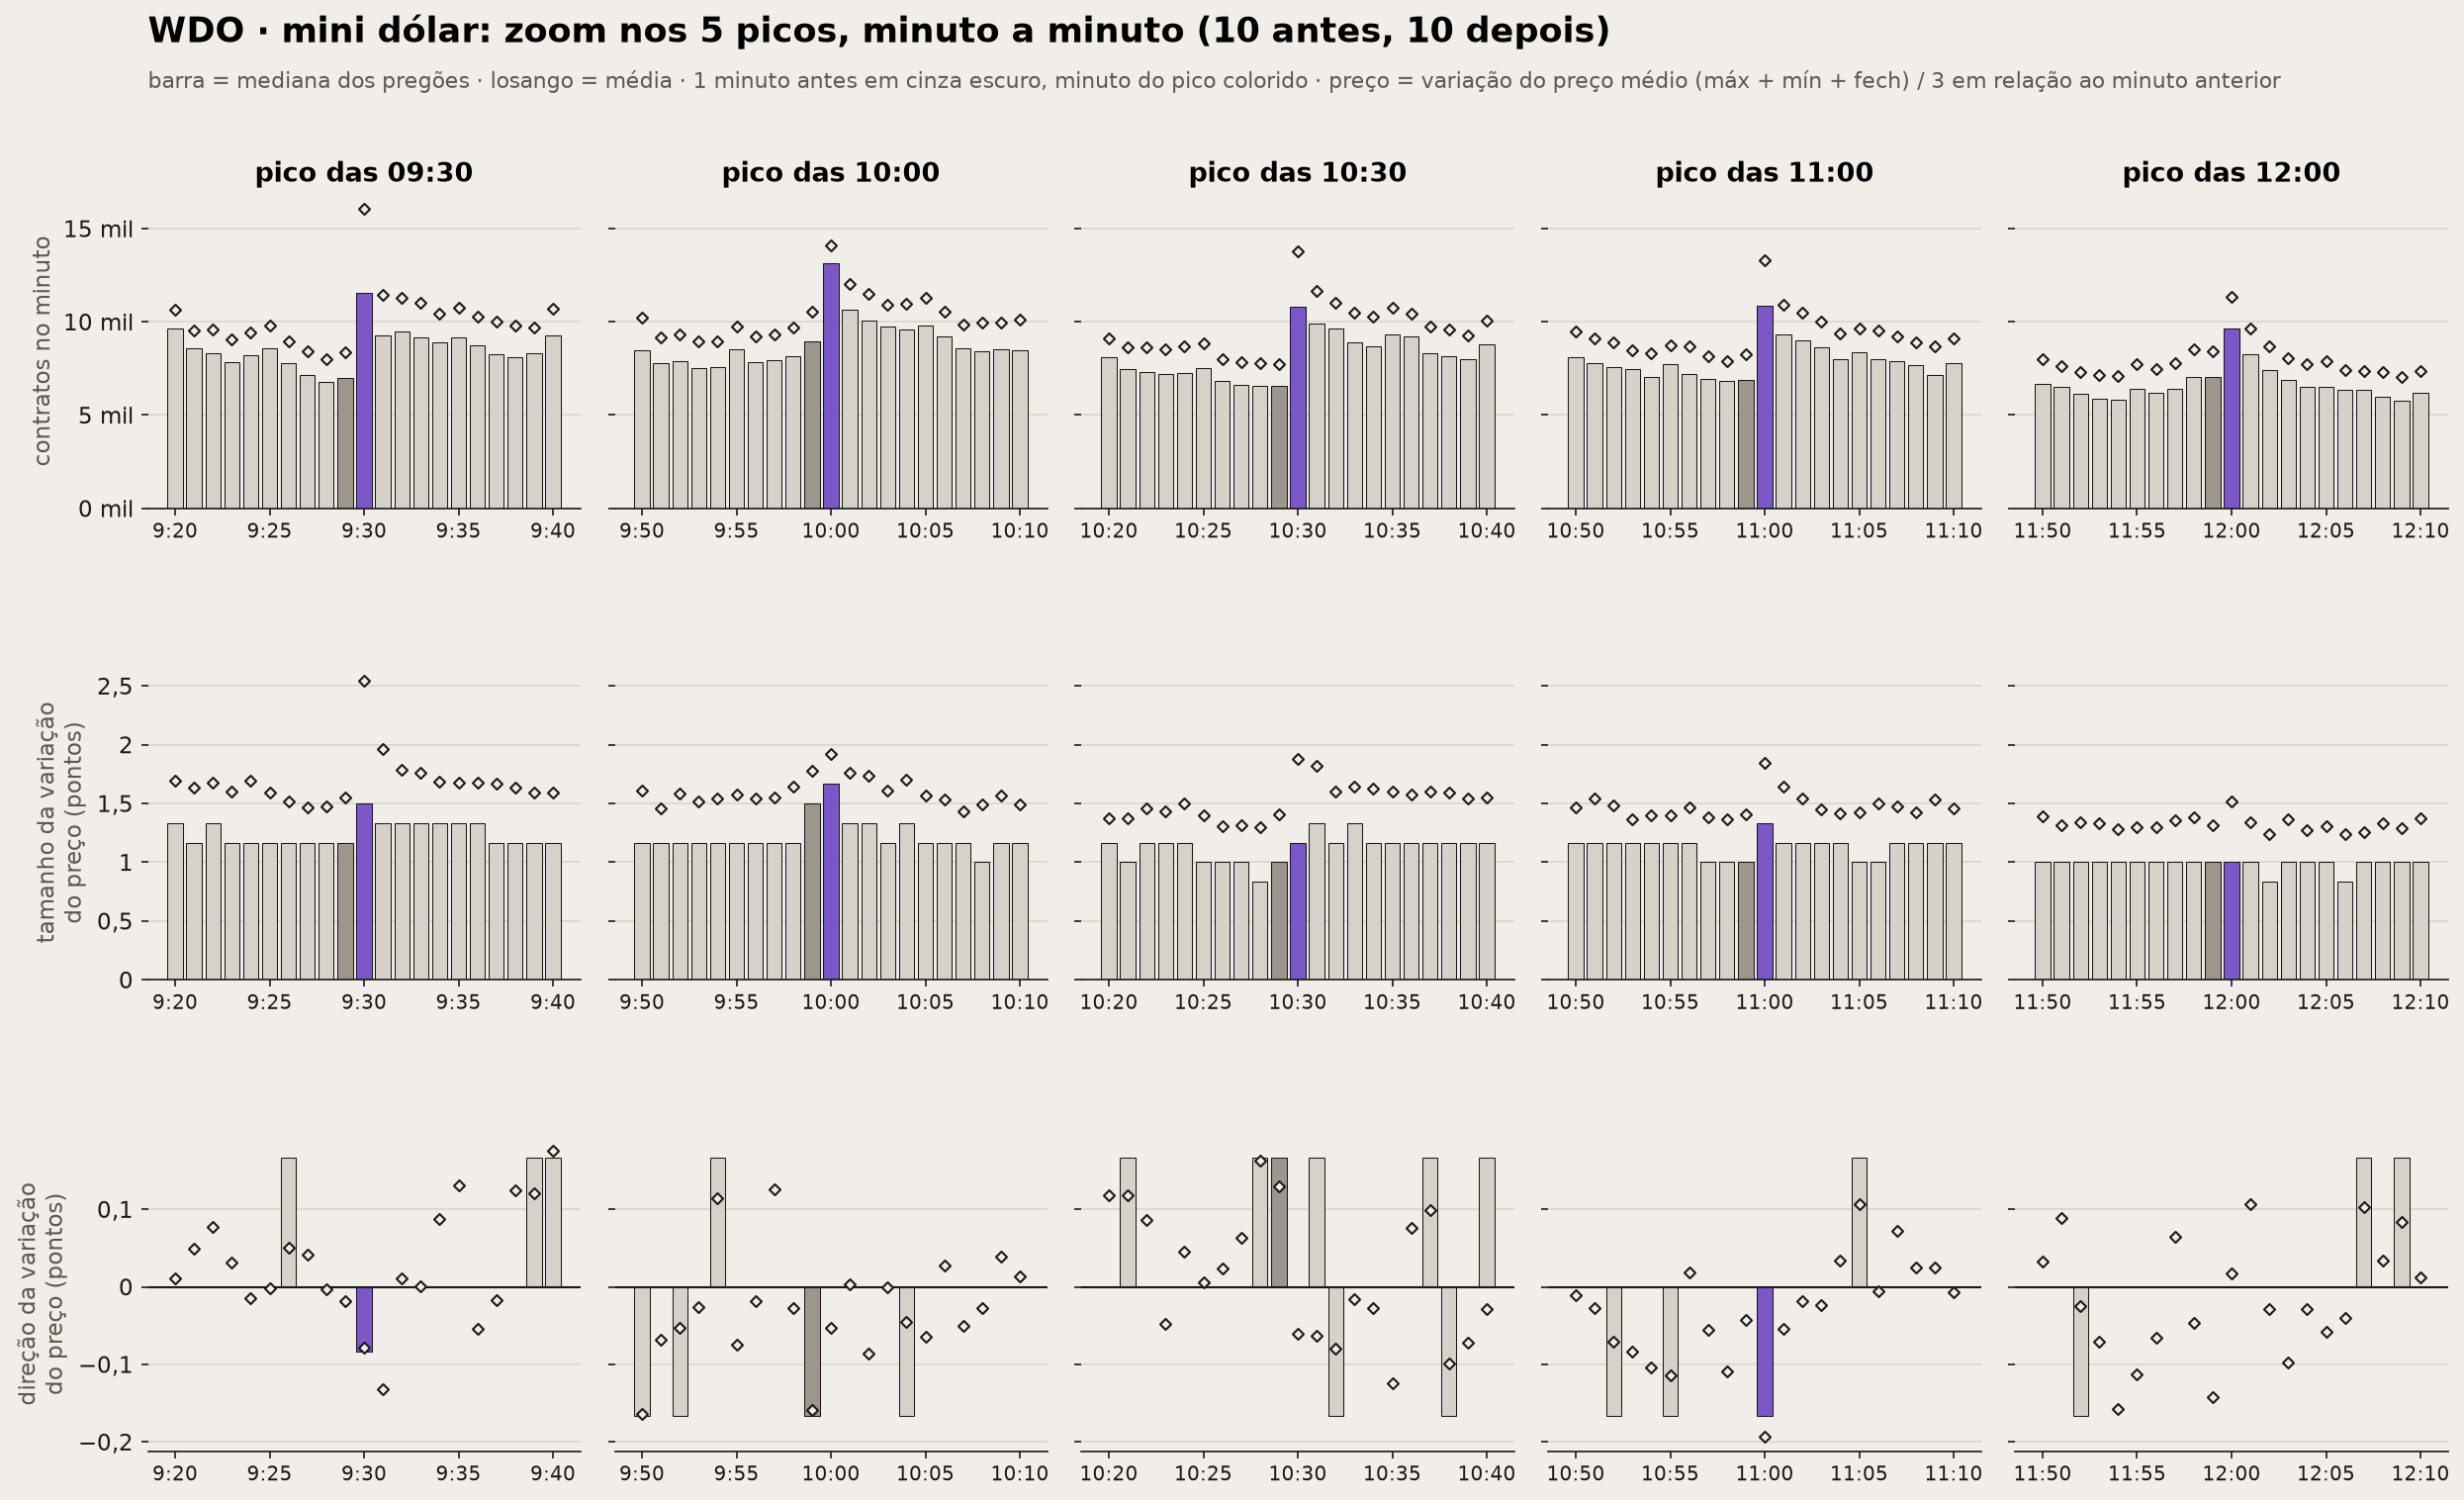 WDO · mini dólar: zoom nos 5 picos, minuto a minuto (10 antes, 10 depois)
barra = mediana dos pregões · losango = média · 1 minuto antes em cinza escuro, minuto do pico colorido · preço = variação do preço médio (máx + mín + fech) / 3 em relação ao minuto anterior
pico das 09:30
pico das 10:00
pico das 10:30
pico das 11:00
pico das 12:00
contratos no minuto
15 mil
10 mil
5 mil
0 mil
9:20 9:25 9:30 9:35 9:40
9:50 9:55 10:00 10:05 10:10
10:20 10:25 10:30 10:35 10:40
10:50 10:55 11:00 11:05 11:10
11:50 11:55 12:00 12:05 12:10
tamanho da variação
do preço (pontos)
2,5
2
1,5
1
0,5
0
9:20 9:25 9:30 9:35 9:40
9:50 9:55 10:00 10:05 10:10
10:20 10:25 10:30 10:35 10:40
10:50 10:55 11:00 11:05 11:10
11:50 11:55 12:00 12:05 12:10
direção da variação
do preço (pontos)
0,1
0
−0,1
−0,2
9:20 9:25 9:30 9:35 9:40
9:50 9:55 10:00 10:05 10:10
10:20 10:25 10:30 10:35 10:40
10:50 10:55 11:00 11:05 11:10
11:50 11:55 12:00 12:05 12:10